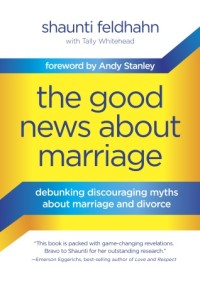 shaunti feldhahn
with Tally Whitehead
foreword by Andy Stanley
the good
news about
marriage
debunking discouraging myths
about marriage and divorce
"This book is packed with game-changing revelations.
Bravo to Shaunti for her outstanding research."
—Emerson Eggerichs, best-selling author of Love and Respect